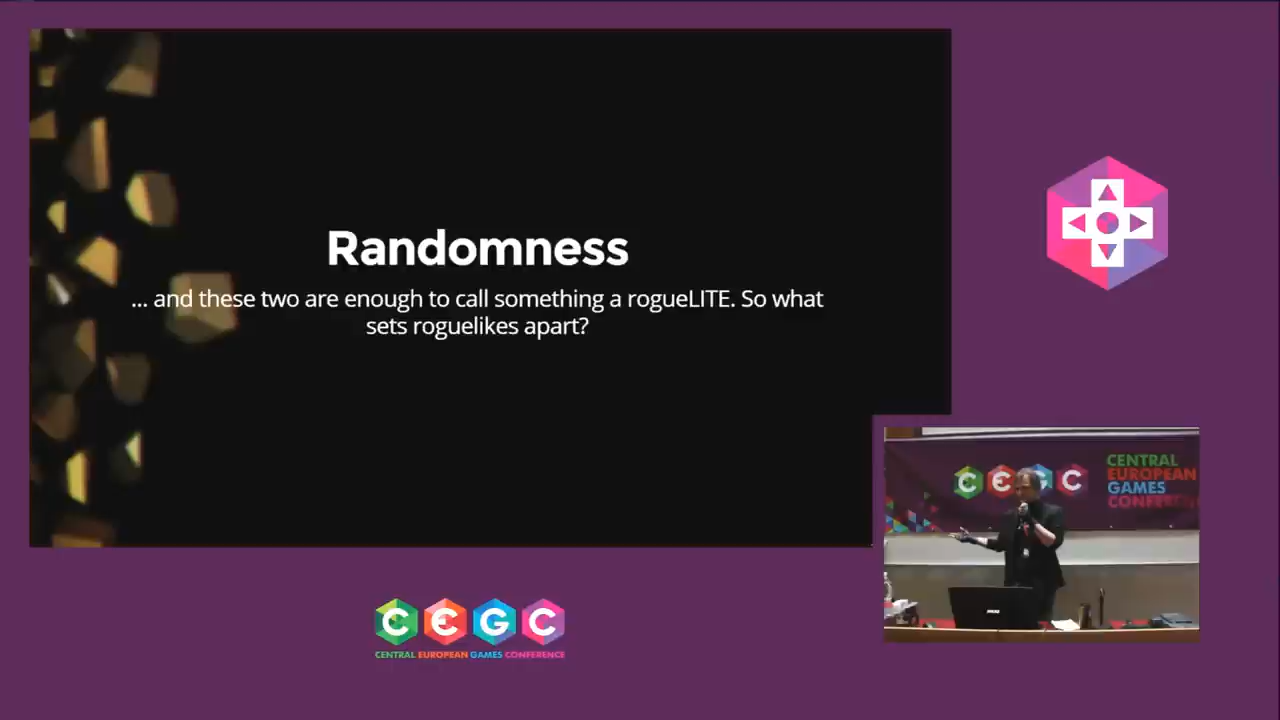 Randomness
... and these two are enough to call something a rogueLITE. So what
sets roguelikes apart?
C E G C
CENTRAL
EUROPEAN
GAMES
CEGC
CENTRAL EUROPEAN GAMES CONFERENCE